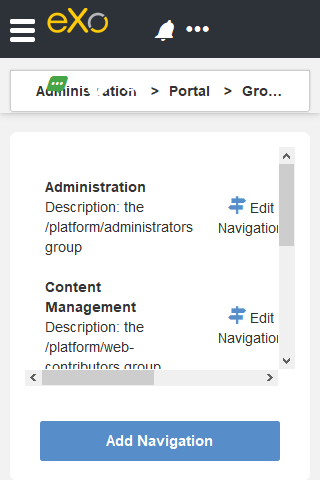 eXo
Administration > Portal > Gro...
Administration
Description: the
/platform/administrators
group
Edit
Navigation
Content
Management
Description: the
/platform/web-
contributors group
Edit
Navigation
Add Navigation